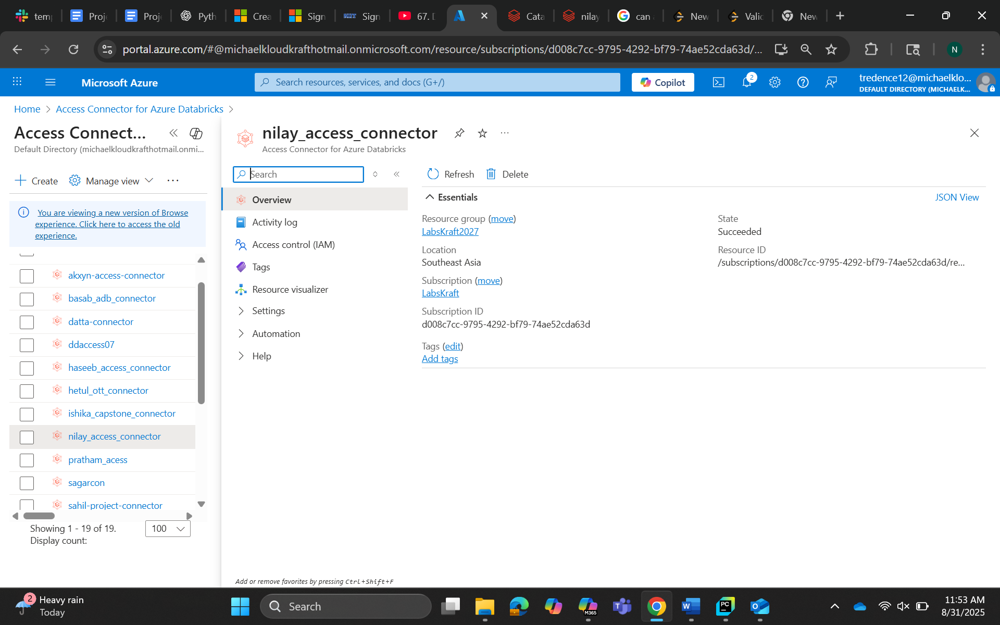 temp
Proje
Proje
Pyth
Crea
Sign
Sign
67. D
Cata
nilay
can
New
Valic
New
portal.azure.com/#@michaelkloudkrafthotmail.onmicrosoft.com/resource/subscriptions/d008c7cc-9795-4292-bf79-74ae52cda63d/...
N
Microsoft Azure
Search resources, services, and docs (G+/)
Copilot
2
tredence12@michaelklo...
DEFAULT DIRECTORY (MICHAELK...
Home > Access Connector for Azure Databricks >
Access Connect...
Default Directory (michaelkloudkrafthotmail.onmi...
Create
Manage view
You are viewing a new version of Browse
experience. Click here to access the old
experience.
akxyn-access-connector
basab_adb_connector
datta-connector
ddaccess07
haseeb_access_connector
hetul_ott_connector
ishika_capstone_connector
nilay_access_connector
pratham_acess
sagarcon
sahil-project-connector
Showing 1 - 19 of 19.
Display count:
100
nilay_access_connector
Access Connector for Azure Databricks
Search
Overview
Activity log
Access control (IAM)
Tags
Resource visualizer
Settings
Automation
Help
Add or remove favorites by pressing Ctrl+Shift+F
Refresh
Delete
Essentials
JSON View
Resource group (move)
LabsKraft2027
Location
Southeast Asia
Subscription (move)
LabsKraft
Subscription ID
d008c7cc-9795-4292-bf79-74ae52cda63d
Tags (edit)
Add tags
State
Succeeded
Resource ID
/subscriptions/d008c7cc-9795-4292-bf79-74ae52cda63d/re...
2
Heavy rain
Today
Search
M365
PC
11:53 AM
8/31/2025